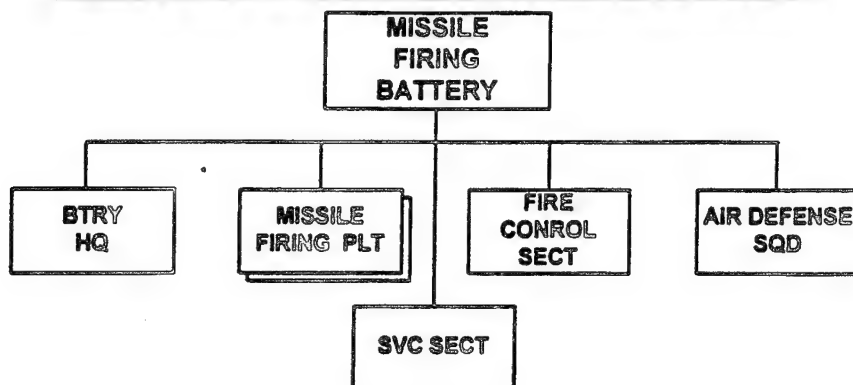 MISSILE
FIRING
BATTERY
BTRY
HQ
MISSILE
FIRING PLT
FIRE
CONROL
SECT
AIR DEFENSE
SQD
SVC SECT